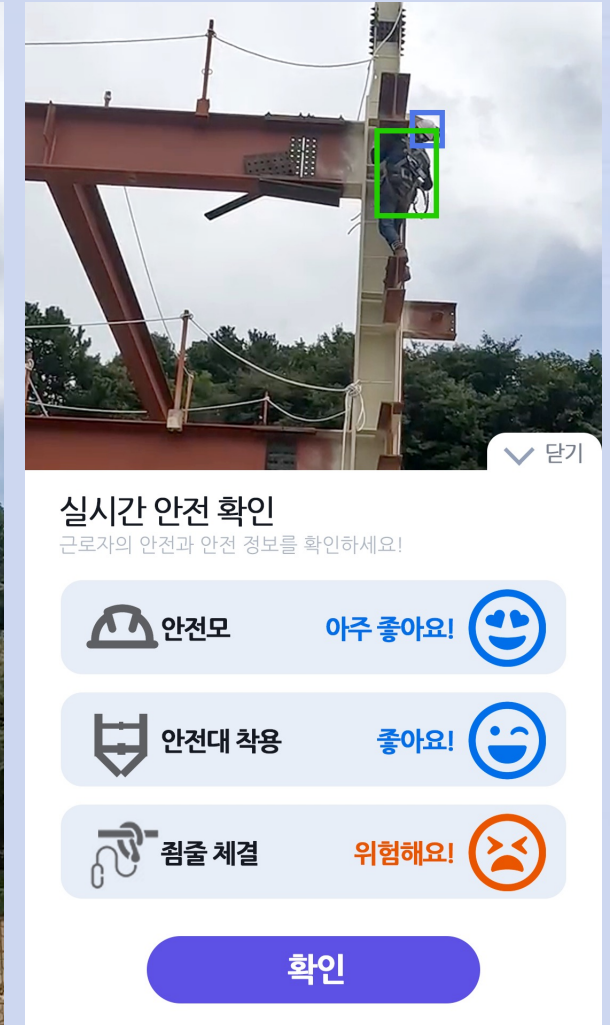 닫기
실시간 안전 확인
근로자의 안전과 안전 정보를 확인하세요!
안전모 아주 좋아요!
안전대 착용 좋아요!
죔줄 체결 위험해요!
확인